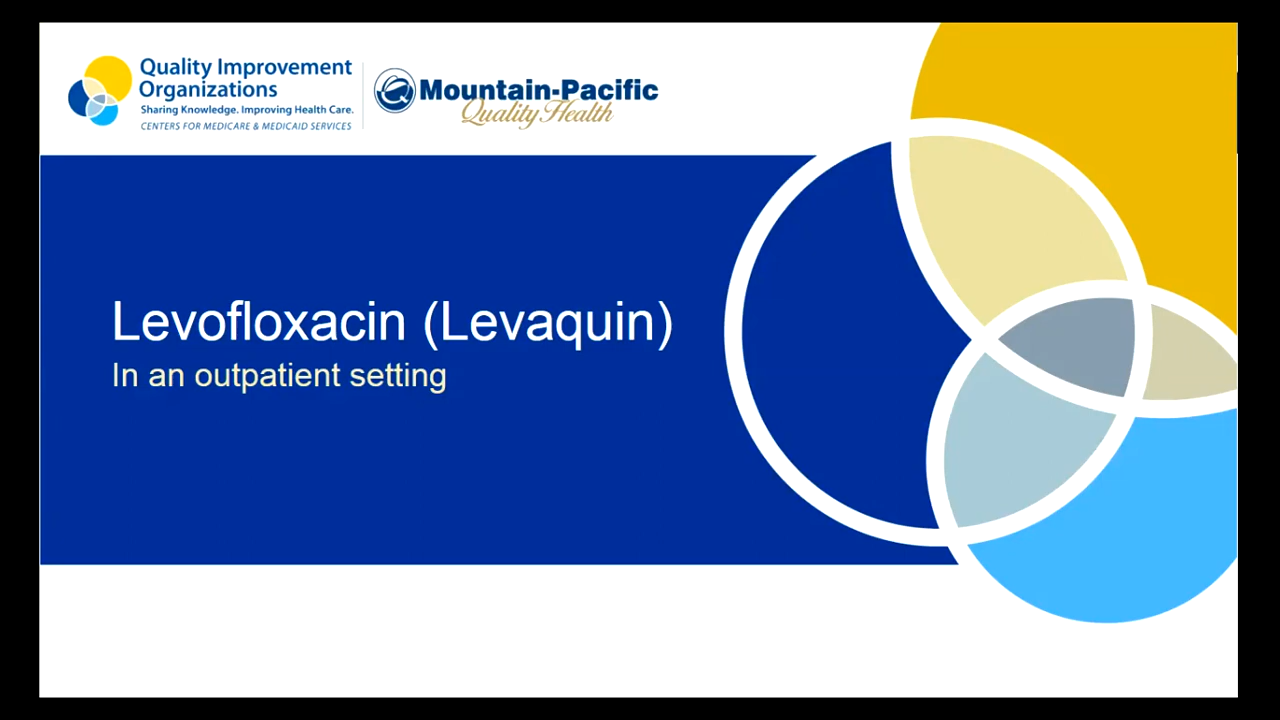 Quality Improvement
Organizations
Sharing Knowledge. Improving Health Care.
CENTERS FOR MEDICARE & MEDICAID SERVICES
Mountain-Pacific
Quality Health
Levofloxacin (Levaquin)
In an outpatient setting